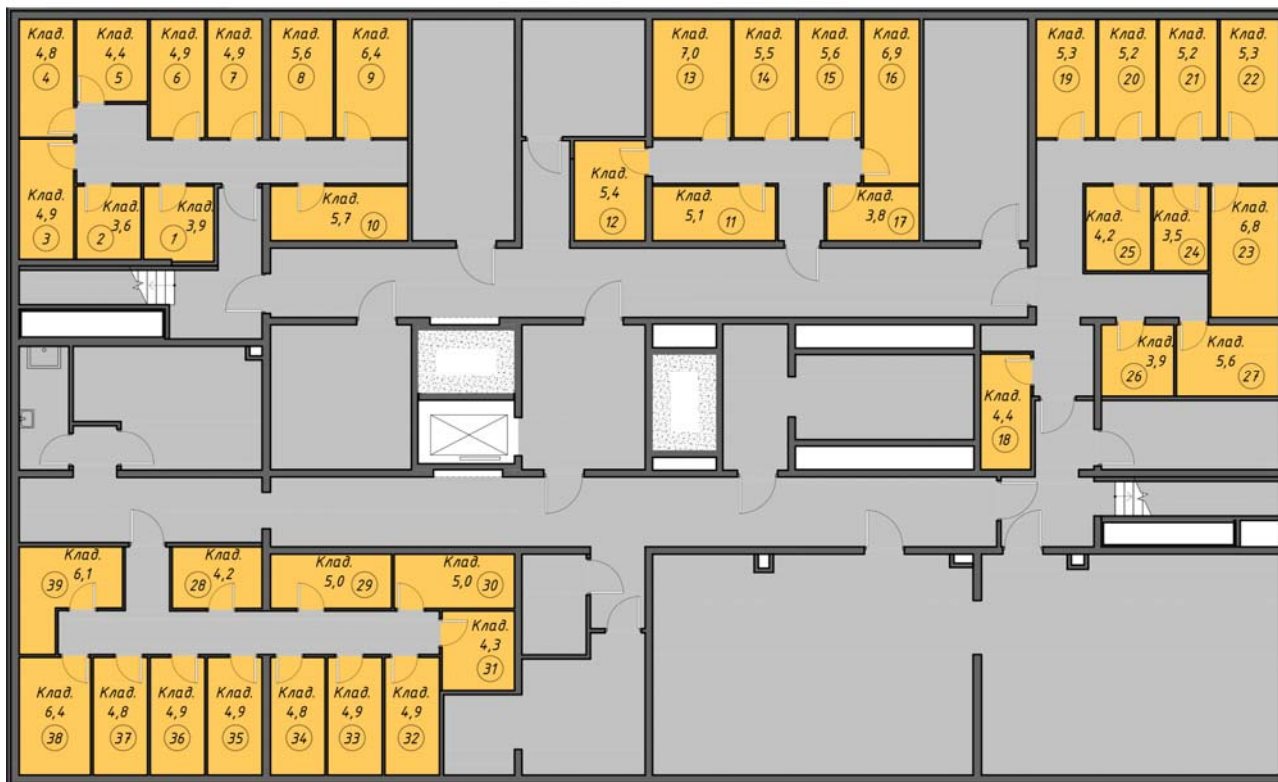 Клад.
4,8
4
Клад.
4,4
5
Клад.
4,9
6
Клад.
4,9
7
Клад.
5,6
8
Клад.
6,4
9
Клад.
7,0
13
Клад.
5,5
14
Клад.
5,6
15
Клад.
6,9
16
Клад.
5,3
19
Клад.
5,2
20
Клад.
5,2
21
Клад.
5,3
22
Клад.
4,9
3
Клад.
3,6
2
Клад.
3,9
1
Клад.
5,7
10
Клад.
5,4
12
Клад.
5,1
11
Клад.
3,8
17
Клад.
4,2
25
Клад.
3,5
24
Клад.
6,8
23
Клад.
3,9
26
Клад.
5,6
27
Клад.
4,4
18
Клад.
6,1
39
Клад.
4,2
28
Клад.
5,0
29
Клад.
5,0
30
Клад.
4,3
31
Клад.
6,4
38
Клад.
4,8
37
Клад.
4,9
36
Клад.
4,9
35
Клад.
4,8
34
Клад.
4,9
33
Клад.
4,9
32